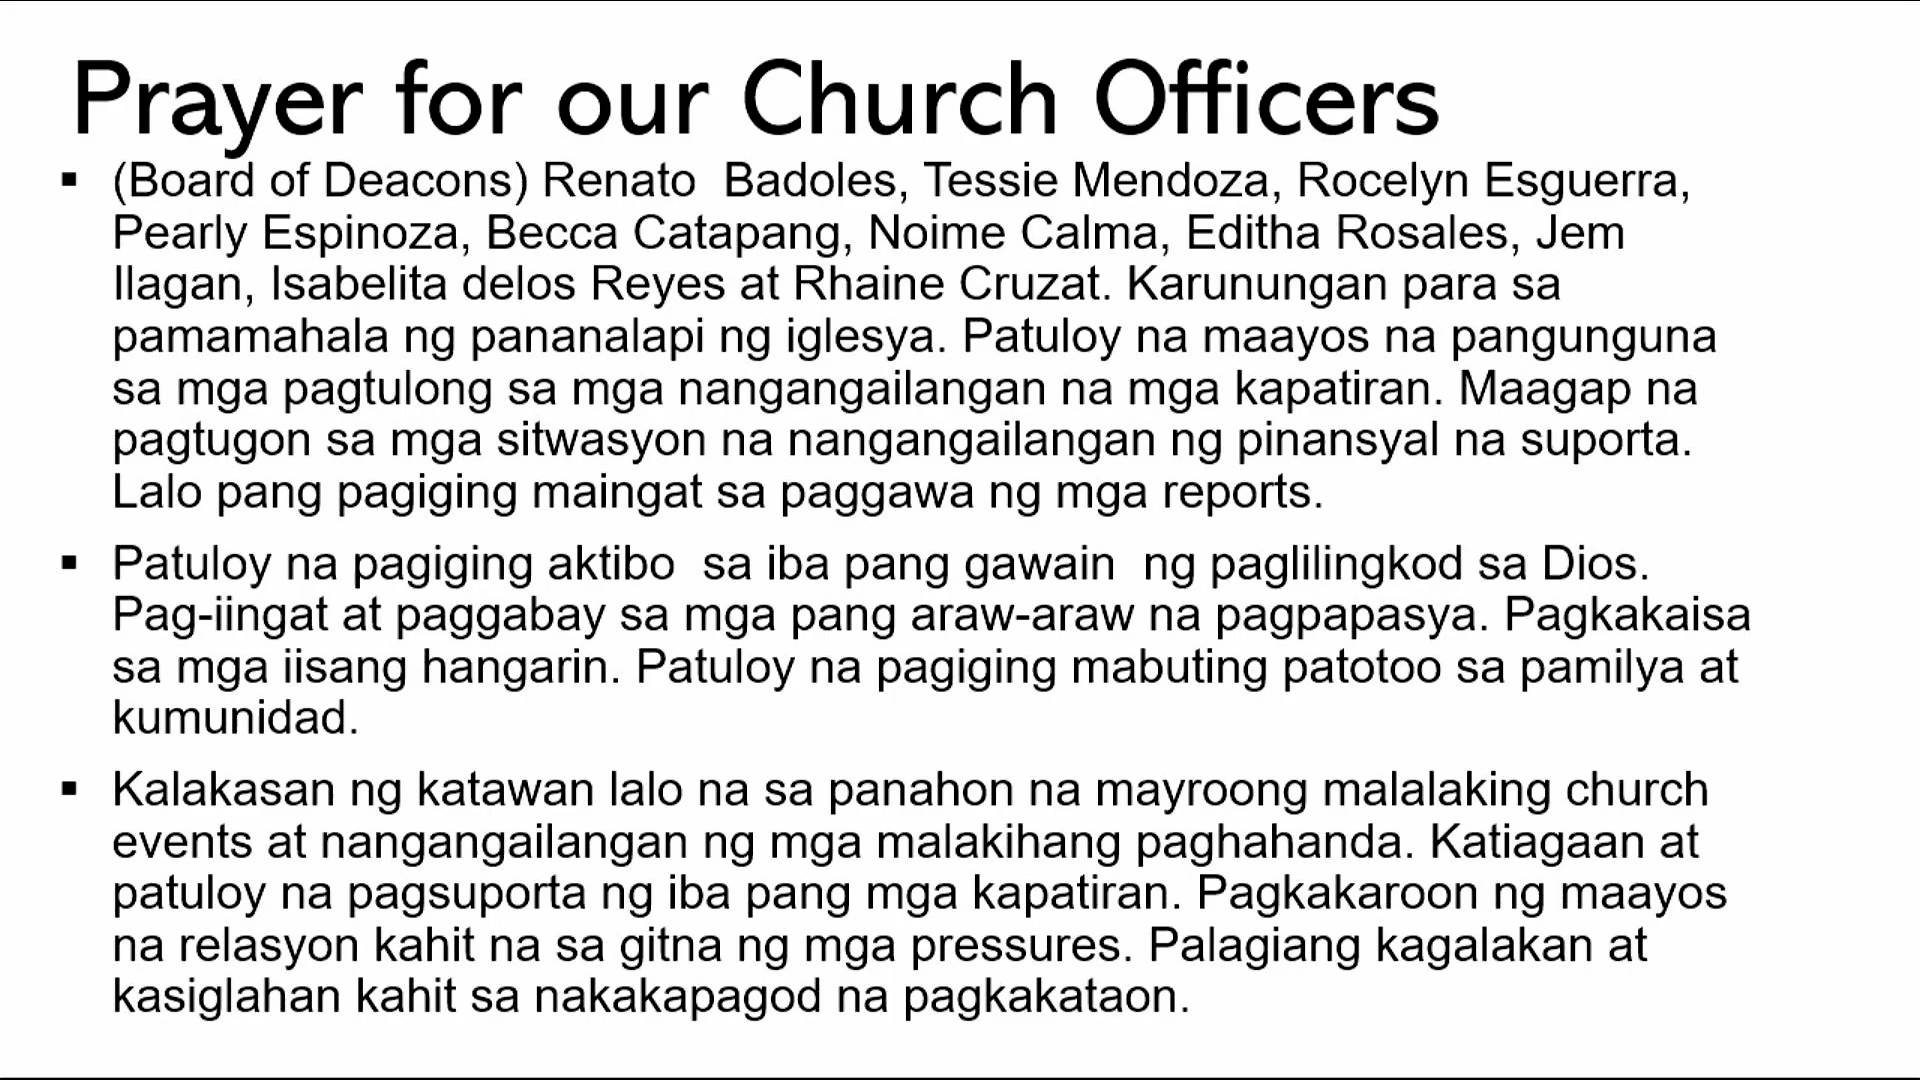 Prayer for our Church Officers
▪ (Board of Deacons) Renato  Badoles, Tessie Mendoza, Rocelyn Esguerra,
Pearly Espinoza, Becca Catapang, Noime Calma, Editha Rosales, Jem
Ilagan, Isabelita delos Reyes at Rhaine Cruzat. Karunungan para sa
pamamahala ng pananalapi ng iglesya. Patuloy na maayos na pangunguna
sa mga pagtulong sa mga nangangailangan na mga kapatiran. Maagap na
pagtugon sa mga sitwasyon na nangangailangan ng pinansyal na suporta.
Lalo pang pagiging maingat sa paggawa ng mga reports.
▪ Patuloy na pagiging aktibo  sa iba pang gawain  ng paglilingkod sa Dios.
Pag-iingat at paggabay sa mga pang araw-araw na pagpapasya. Pagkakaisa
sa mga iisang hangarin. Patuloy na pagiging mabuting patotoo sa pamilya at
kumunidad.
▪ Kalakasan ng katawan lalo na sa panahon na mayroong malalaking church
events at nangangailangan ng mga malakihang paghahanda. Katiagaan at
patuloy na pagsuporta ng iba pang mga kapatiran. Pagkakaroon ng maayos
na relasyon kahit na sa gitna ng mga pressures. Palagiang kagalakan at
kasiglahan kahit sa nakakapagod na pagkakataon.